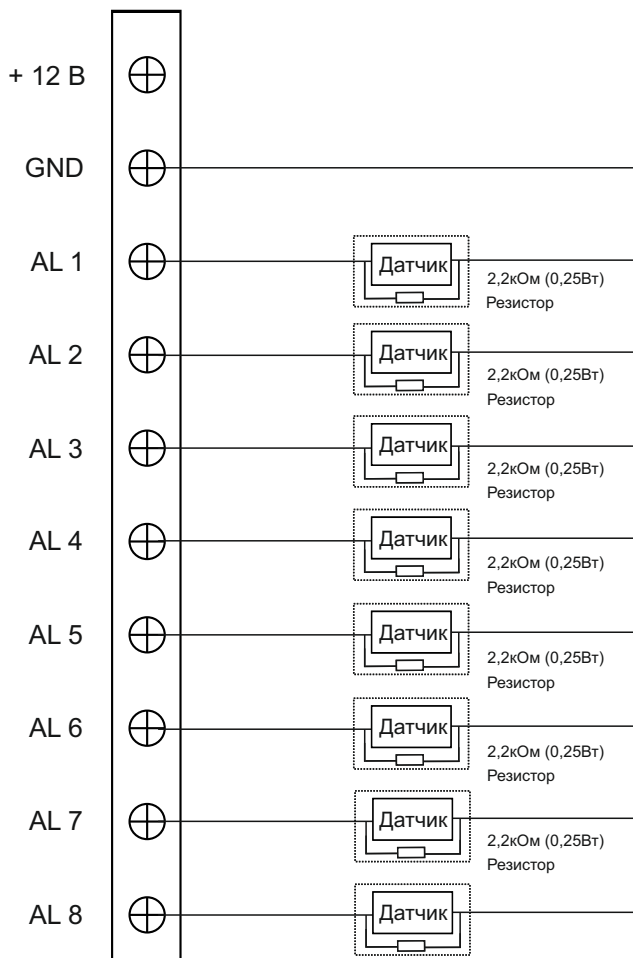 + 12 В
GND
AL 1
Датчик
2,2кОм (0,25Вт)
Резистор
AL 2
Датчик
2,2кОм (0,25Вт)
Резистор
AL 3
Датчик
2,2кОм (0,25Вт)
Резистор
AL 4
Датчик
2,2кОм (0,25Вт)
Резистор
AL 5
Датчик
2,2кОм (0,25Вт)
Резистор
AL 6
Датчик
2,2кОм (0,25Вт)
Резистор
AL 7
Датчик
2,2кОм (0,25Вт)
Резистор
AL 8
Датчик